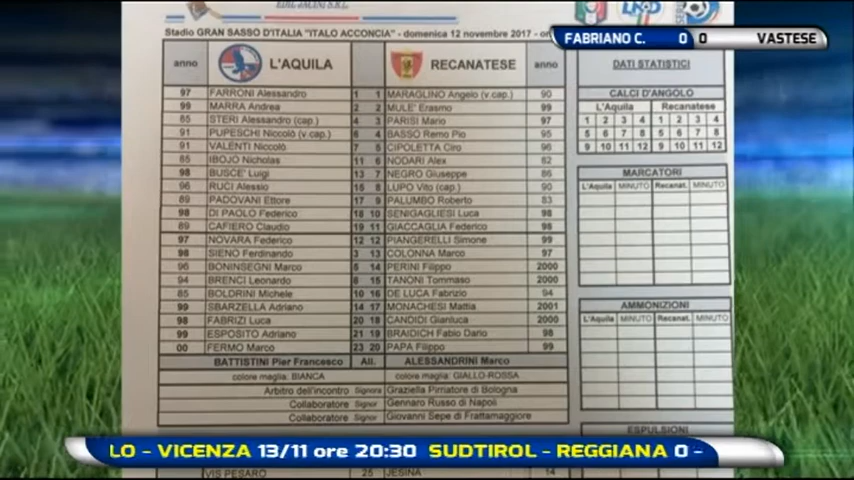 EDIL JACINI S.R.L.
Stadio GRAN SASSO D'ITALIA "ITALO ACCONCIA" - domenica 12 novembre 2017 - or
FABRIANO C. 0 0 VASTESE
anno L'AQUILA RECANATESE anno
97 FARRONI Alessandro 1 1 MARAGLINO Angelo (v.cap.) 90
99 MARRA Andrea 2 2 MULE' Erasmo 99
85 STERI Alessandro (cap.) 4 3 PARISI Mario 97
91 PUPESCHI Niccolò (v.cap.) 6 4 BASSO Remo Pio 95
91 VALENTI Niccolò 7 5 CIPOLETTA Ciro 96
85 IBOJO Nicholas 11 6 NODARI Alex 82
98 BUSCE' Luigi 13 7 NEGRO Giuseppe 86
96 RUCI Alessio 15 8 LUPO Vito (cap.) 90
89 PADOVANI Ettore 17 9 PALUMBO Roberto 83
98 DI PAOLO Federico 18 10 SENIGAGLIESI Luca 98
89 CAFIERO Claudio 19 11 GIACCAGLIA Federico 98
97 NOVARA Federico 12 12 PIANGERELLI Simone 99
98 SIENO Ferdinando 3 13 COLONNA Marco 97
96 BONINSEGNI Marco 5 14 PERINI Filippo 2000
94 BRENCI Leonardo 8 15 TANONI Tommaso 2000
85 BOLDRINI Michele 10 16 DE LUCA Fabrizio 94
99 SBARZELLA Adriano 14 17 MONACHESI Mattia 2001
98 FABRIZI Luca 20 18 CANDIDI Gianluca 2000
99 ESPOSITO Adriano 21 19 BRAIDICH Fabio Dario 98
00 FERMO Marco 23 20 PAPA Filippo 99
BATTISTINI Pier Francesco All. ALESSANDRINI Marco
colore maglia: BIANCA colore maglia: GIALLO-ROSSA
Arbitro dell'incontro Signora Graziella Pirriatore di Bologna
Collaboratore Signor Gennaro Russo di Napoli
Collaboratore Signor Giovanni Sepe di Frattamaggiore
DATI STATISTICI
CALCI D'ANGOLO
L'Aquila Recanatese
1 2 3 4 1 2 3 4
5 6 7 8 5 6 7 8
9 10 11 12 9 10 11 12
MARCATORI
L'Aquila MINUTO Recanat. MINUTO
AMMONIZIONI
L'Aquila MINUTO Recanat. MINUTO
ESPULSIONI
LO - VICENZA 13/11 ore 20:30 SUDTIROL - REGGIANA 0 -
VIS PESARO 25 JESINA 14